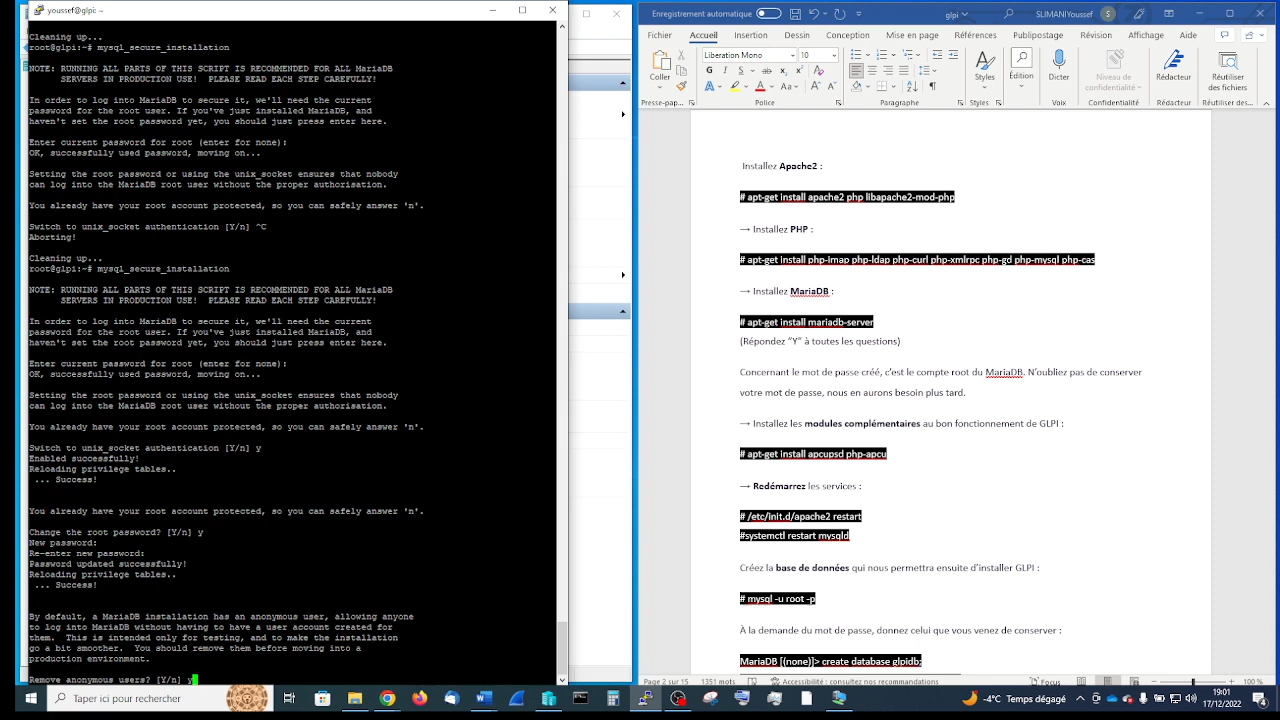 youssef@glpi: ~
Cleaning up...
root@glpi:~# mysql_secure_installation
NOTE: RUNNING ALL PARTS OF THIS SCRIPT IS RECOMMENDED FOR ALL MariaDB
SERVERS IN PRODUCTION USE!  PLEASE READ EACH STEP CAREFULLY!
In order to log into MariaDB to secure it, we'll need the current
password for the root user. If you've just installed MariaDB, and
haven't set the root password yet, you should just press enter here.
Enter current password for root (enter for none):
OK, successfully used password, moving on...
Setting the root password or using the unix_socket ensures that nobody
can log into the MariaDB root user without the proper authorisation.
You already have your root account protected, so you can safely answer 'n'.
Switch to unix_socket authentication [Y/n] ^C
Aborting!
Cleaning up...
root@glpi:~# mysql_secure_installation
NOTE: RUNNING ALL PARTS OF THIS SCRIPT IS RECOMMENDED FOR ALL MariaDB
SERVERS IN PRODUCTION USE!  PLEASE READ EACH STEP CAREFULLY!
In order to log into MariaDB to secure it, we'll need the current
password for the root user. If you've just installed MariaDB, and
haven't set the root password yet, you should just press enter here.
Enter current password for root (enter for none):
OK, successfully used password, moving on...
Setting the root password or using the unix_socket ensures that nobody
can log into the MariaDB root user without the proper authorisation.
You already have your root account protected, so you can safely answer 'n'.
Switch to unix_socket authentication [Y/n] y
Enabled successfully!
Reloading privilege tables..
... Success!
You already have your root account protected, so you can safely answer 'n'.
Change the root password? [Y/n] y
New password:
Re-enter new password:
Password updated successfully!
Reloading privilege tables..
... Success!
By default, a MariaDB installation has an anonymous user, allowing anyone
to log into MariaDB without having to have a user account created for
them.  This is intended only for testing, and to make the installation
go a bit smoother.  You should remove them before moving into a
production environment.
Remove anonymous users? [Y/n] y
Enregistrement automatique glpi SLIMANI Youssef S
Fichier Accueil Insertion Dessin Conception Mise en page Références Publipostage Révision Affichage Aide
Liberation Mono 10
G I S ab x₂ x²
Coller Styles Édition Dicter Niveau de confidentialité Rédacteur Réutiliser des fichiers
Presse-pap... Police Paragraphe Styles Voix Confidentialité Rédacteur Réutiliser des...
Installez Apache2 :
# apt-get install apache2 php libapache2-mod-php
→ Installez PHP :
# apt-get install php-imap php-ldap php-curl php-xmlrpc php-gd php-mysql php-cas
→ Installez MariaDB :
# apt-get install mariadb-server
(Répondez “Y” à toutes les questions)
Concernant le mot de passe créé, c’est le compte root du MariaDB. N’oubliez pas de conserver
votre mot de passe, nous en aurons besoin plus tard.
→ Installez les modules complémentaires au bon fonctionnement de GLPI :
# apt-get install apcupsd php-apcu
→ Redémarrez les services :
# /etc/init.d/apache2 restart
#systemctl restart mysqld
Créez la base de données qui nous permettra ensuite d’installer GLPI :
# mysql -u root -p
À la demande du mot de passe, donnez celui que vous venez de conserver :
MariaDB [(none)]> create database glpidb;
Page 2 sur 15 1351 mots Accessibilité : consultez nos recommandations Focus 100 %
Taper ici pour rechercher
-4°C Temps dégagé
19:01
17/12/2022
4